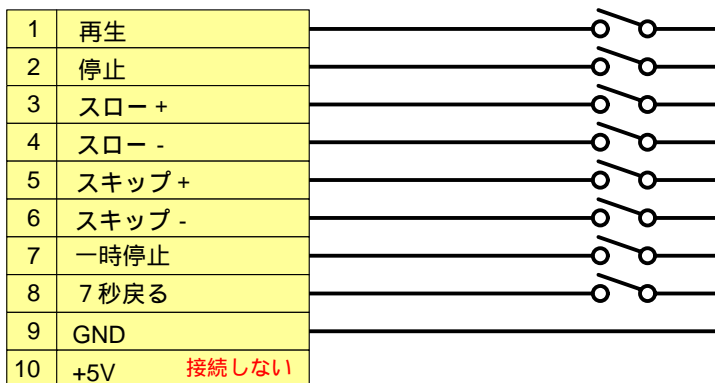 1 再生
2 停止
3 スロー +
4 スロー -
5 スキップ +
6 スキップ -
7 一時停止
8 7秒戻る
9 GND
10 +5V 接続しない